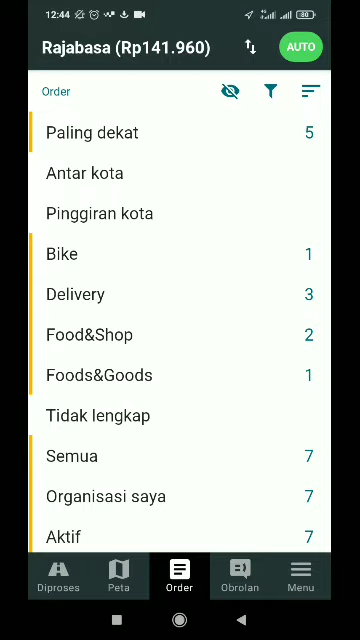 12:44
80
Rajabasa (Rp141.960)
AUTO
Order
Paling dekat 5
Antar kota
Pinggiran kota
Bike 1
Delivery 3
Food&Shop 2
Foods&Goods 1
Tidak lengkap
Semua 7
Organisasi saya 7
Aktif 7
Diproses Peta Order Obrolan Menu